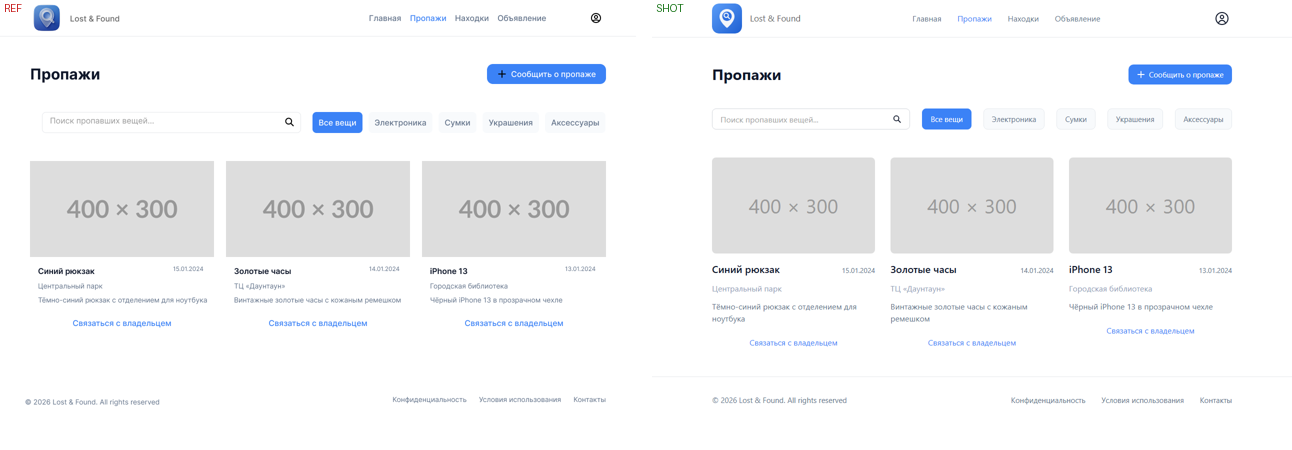 REF
Lost & Found
Главная Пропажи Находки Объявление
Пропажи
Сообщить о пропаже
Поиск пропавших вещей...
Все вещи Электроника Сумки Украшения Аксессуары
400 × 300
400 × 300
400 × 300
Синий рюкзак 15.01.2024
Центральный парк
Тёмно-синий рюкзак с отделением для ноутбука
Связаться с владельцем
Золотые часы 14.01.2024
ТЦ «Даунтаун»
Винтажные золотые часы с кожаным ремешком
Связаться с владельцем
iPhone 13 13.01.2024
Городская библиотека
Чёрный iPhone 13 в прозрачном чехле
Связаться с владельцем
© 2026 Lost & Found. All rights reserved
Конфиденциальность Условия использования Контакты
SHOT
Lost & Found
Главная Пропажи Находки Объявление
Пропажи
Сообщить о пропаже
Поиск пропавших вещей...
Все вещи Электроника Сумки Украшения Аксессуары
400 × 300
400 × 300
400 × 300
Синий рюкзак 15.01.2024
Центральный парк
Тёмно-синий рюкзак с отделением для
ноутбука
Связаться с владельцем
Золотые часы 14.01.2024
ТЦ «Даунтаун»
Винтажные золотые часы с кожаным
ремешком
Связаться с владельцем
iPhone 13 13.01.2024
Городская библиотека
Чёрный iPhone 13 в прозрачном чехле
Связаться с владельцем
© 2026 Lost & Found. All rights reserved
Конфиденциальность Условия использования Контакты